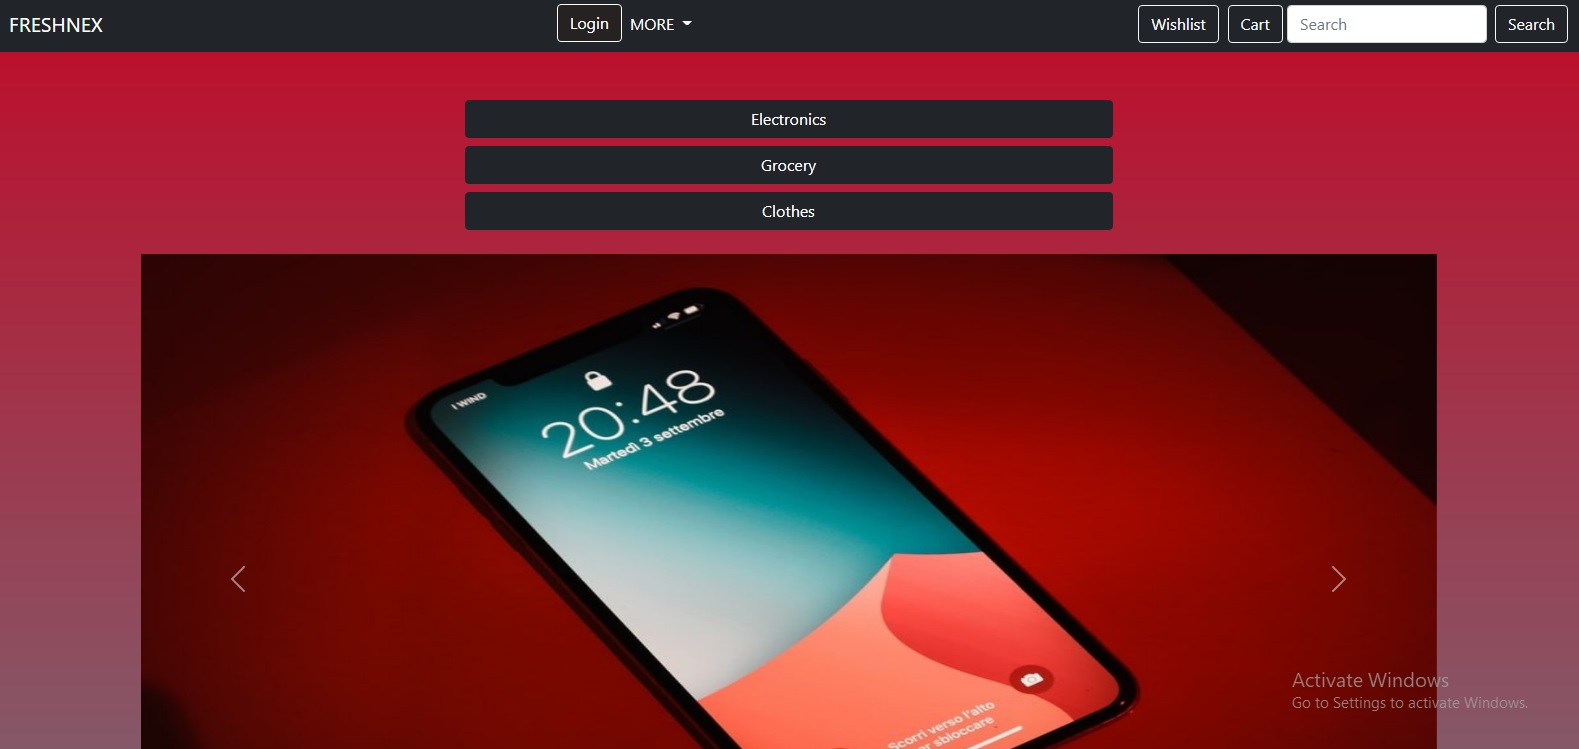 FRESHNEX
Login
MORE
Wishlist
Cart
Search
Search
Electronics
Grocery
Clothes
I WIND
20:48
Martedì 3 settembre
Scorri verso l'alto
per sbloccare
Activate Windows
Go to Settings to activate Windows.